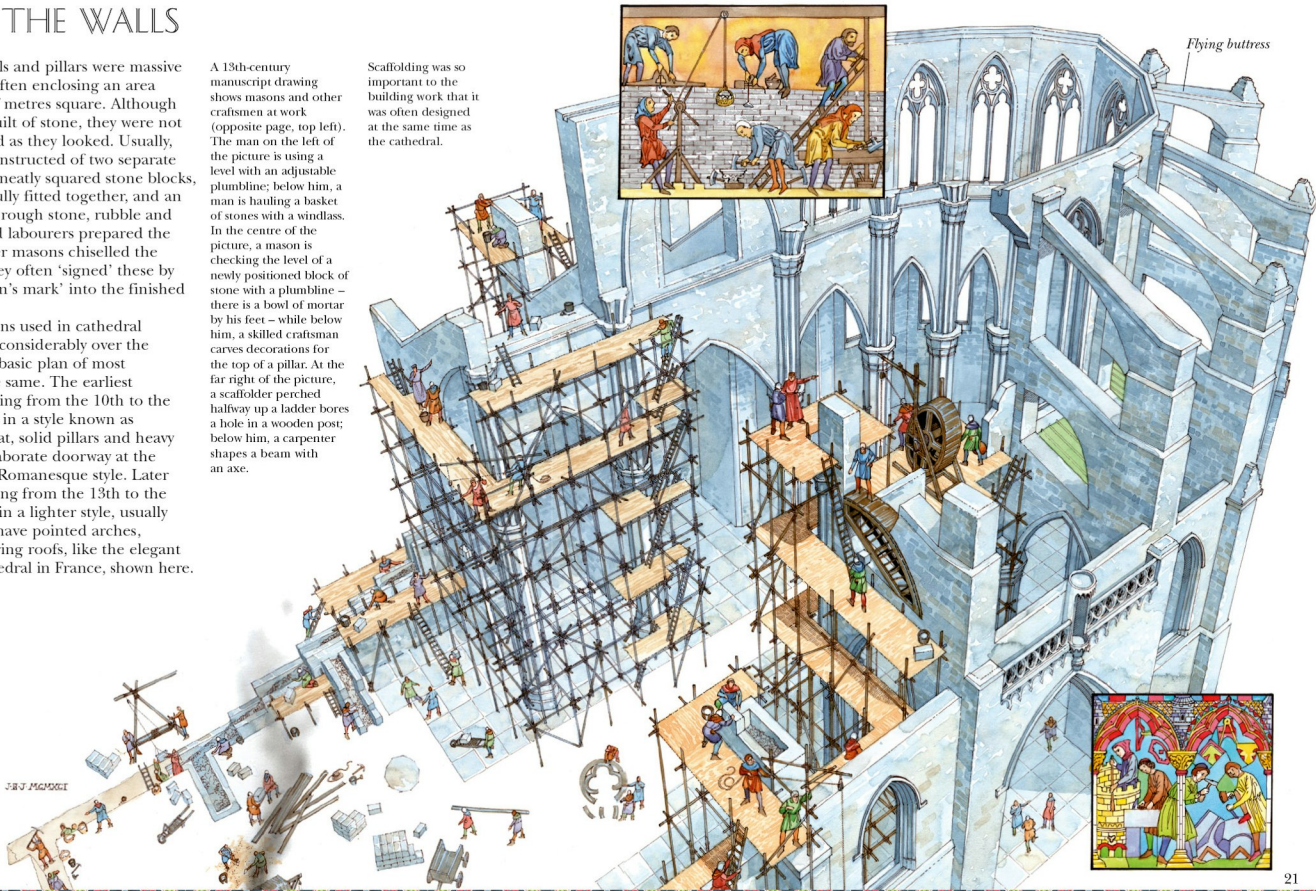 THE WALLS
ls and pillars were massive
ften enclosing an area
metres square. Although
uilt of stone, they were not
d as they looked. Usually,
nstructed of two separate
neatly squared stone blocks,
ully fitted together, and an
rough stone, rubble and
d labourers prepared the
r masons chiselled the
ey often ‘signed’ these by
n’s mark’ into the finished
ns used in cathedral
considerably over the
basic plan of most
same. The earliest
ing from the 10th to the
in a style known as
at, solid pillars and heavy
aborate doorway at the
Romanesque style. Later
ng from the 13th to the
in a lighter style, usually
have pointed arches,
ring roofs, like the elegant
edral in France, shown here.
A 13th-century
manuscript drawing
shows masons and other
craftsmen at work
(opposite page, top left).
The man on the left of
the picture is using a
level with an adjustable
plumbline; below him, a
man is hauling a basket
of stones with a windlass.
In the centre of the
picture, a mason is
checking the level of a
newly positioned block of
stone with a plumbline –
there is a bowl of mortar
by his feet – while below
him, a skilled craftsman
carves decorations for
the top of a pillar. At the
far right of the picture,
a scaffolder perched
halfway up a ladder bores
a hole in a wooden post;
below him, a carpenter
shapes a beam with
an axe.
Scaffolding was so
important to the
building work that it
was often designed
at the same time as
the cathedral.
Flying buttress
21